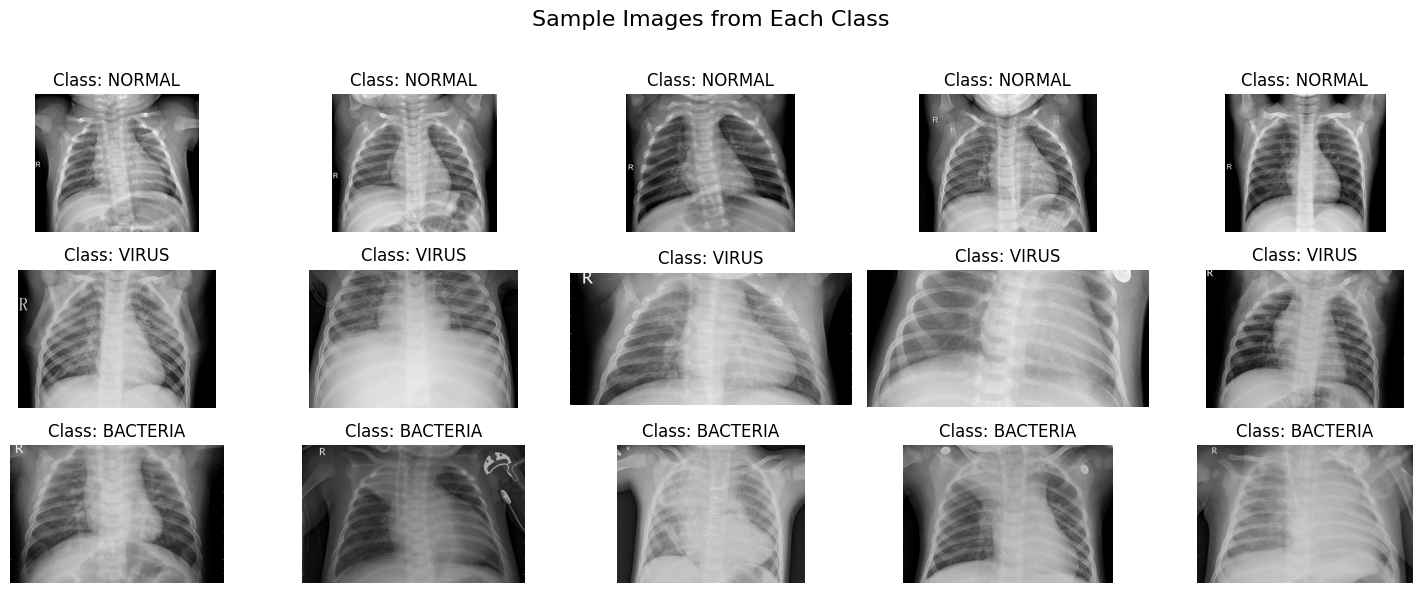 Sample Images from Each Class
Class: NORMAL Class: NORMAL Class: NORMAL Class: NORMAL Class: NORMAL
R R R R R
Class: VIRUS Class: VIRUS Class: VIRUS Class: VIRUS Class: VIRUS
R R R
Class: BACTERIA Class: BACTERIA Class: BACTERIA Class: BACTERIA Class: BACTERIA
R R R R